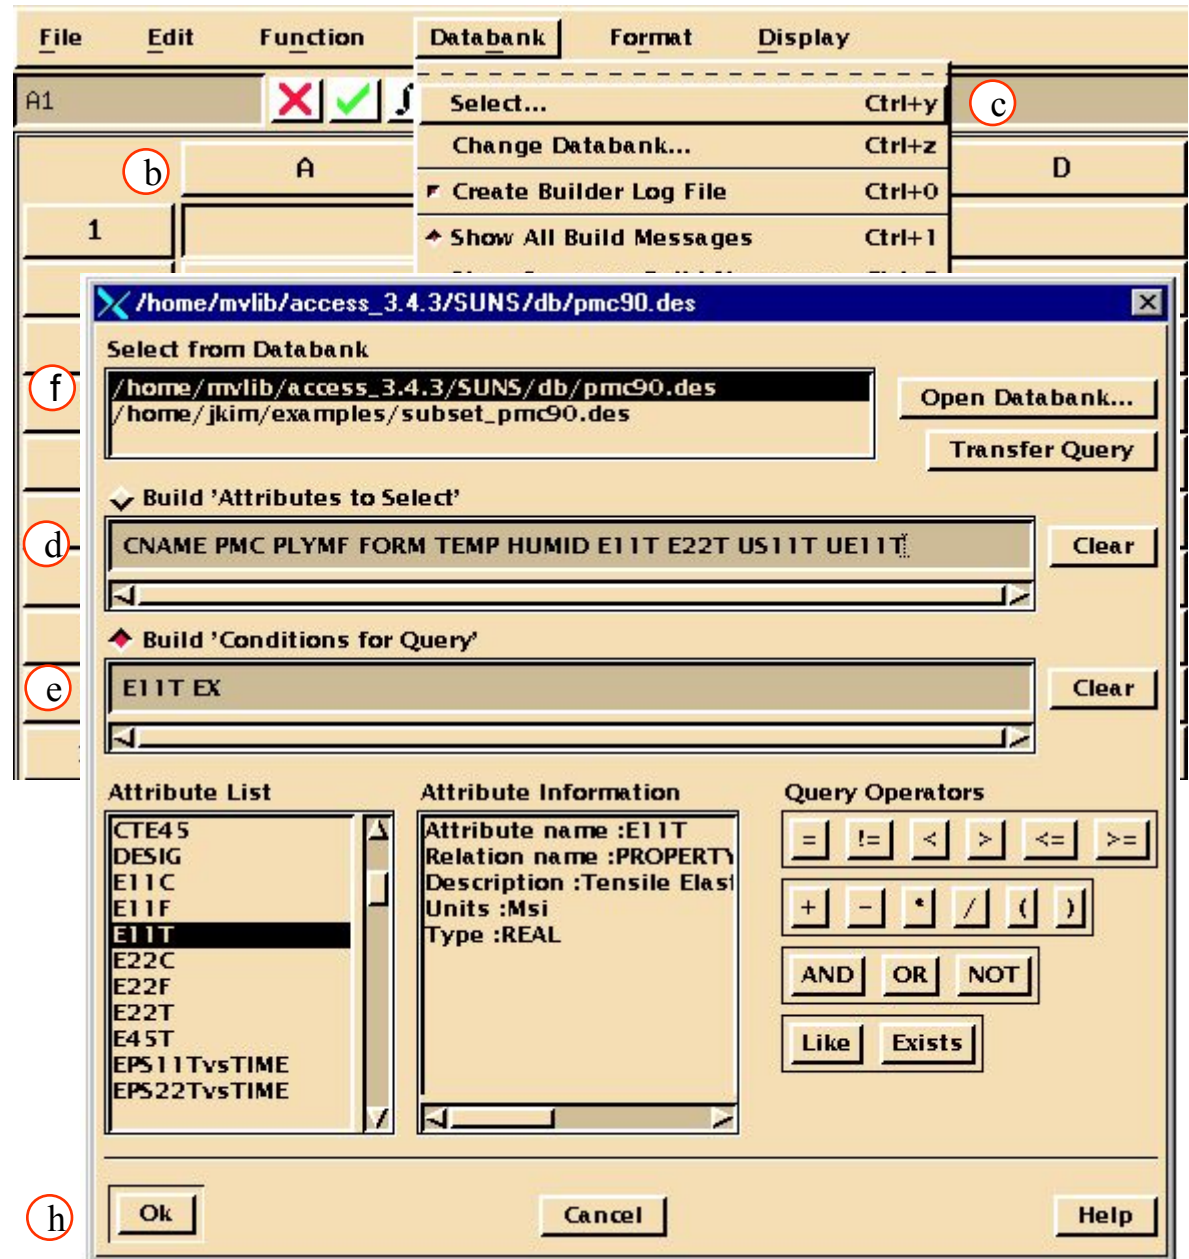 File Edit Function Databank Format Display
A1
Select... Ctrl+y c
Change Databank... Ctrl+z
b A D
Create Builder Log File Ctrl+0
1 Show All Build Messages Ctrl+1
/home/mvlib/access_3.4.3/SUNS/db/pmc90.des
Select from Databank
f /home/mvlib/access_3.4.3/SUNS/db/pmc90.des
/home/jkim/examples/subset_pmc90.des
Open Databank...
Transfer Query
Build 'Attributes to Select'
d CNAME PMC PLYMF FORM TEMP HUMID E11T E22T US11T UE11T Clear
Build 'Conditions for Query'
e E11T EX Clear
Attribute List Attribute Information Query Operators
CTE45
DESIG
E11C
E11F
E11T
E22C
E22F
E22T
E45T
EPS11TvsTIME
EPS22TvsTIME
Attribute name :E11T
Relation name :PROPERTY
Description :Tensile Elast
Units :Msi
Type :REAL
= != < > <= >=
+ - * / ( )
AND OR NOT
Like Exists
h Ok Cancel Help